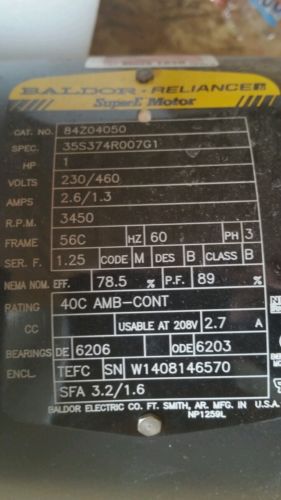 BALDOR • RELIANCER
SuperE Motor
CAT. NO. 84Z04050
SPEC. 35S374R007G1
HP 1
VOLTS 230/460
AMPS 2.6/1.3
R.P.M. 3450
FRAME 56C HZ 60 PH 3
SER. F. 1.25 CODE M DES B CLASS B
NEMA NOM. EFF. 78.5 % P.F. 89 %
RATING 40C AMB-CONT
CC USABLE AT 208V 2.7 A
BEARINGS DE 6206 ODE 6203
ENCL. TEFC SN W1408146570
SFA 3.2/1.6
BALDOR ELECTRIC CO. FT. SMITH, AR. MFG. IN U.S.A.
NP1259L